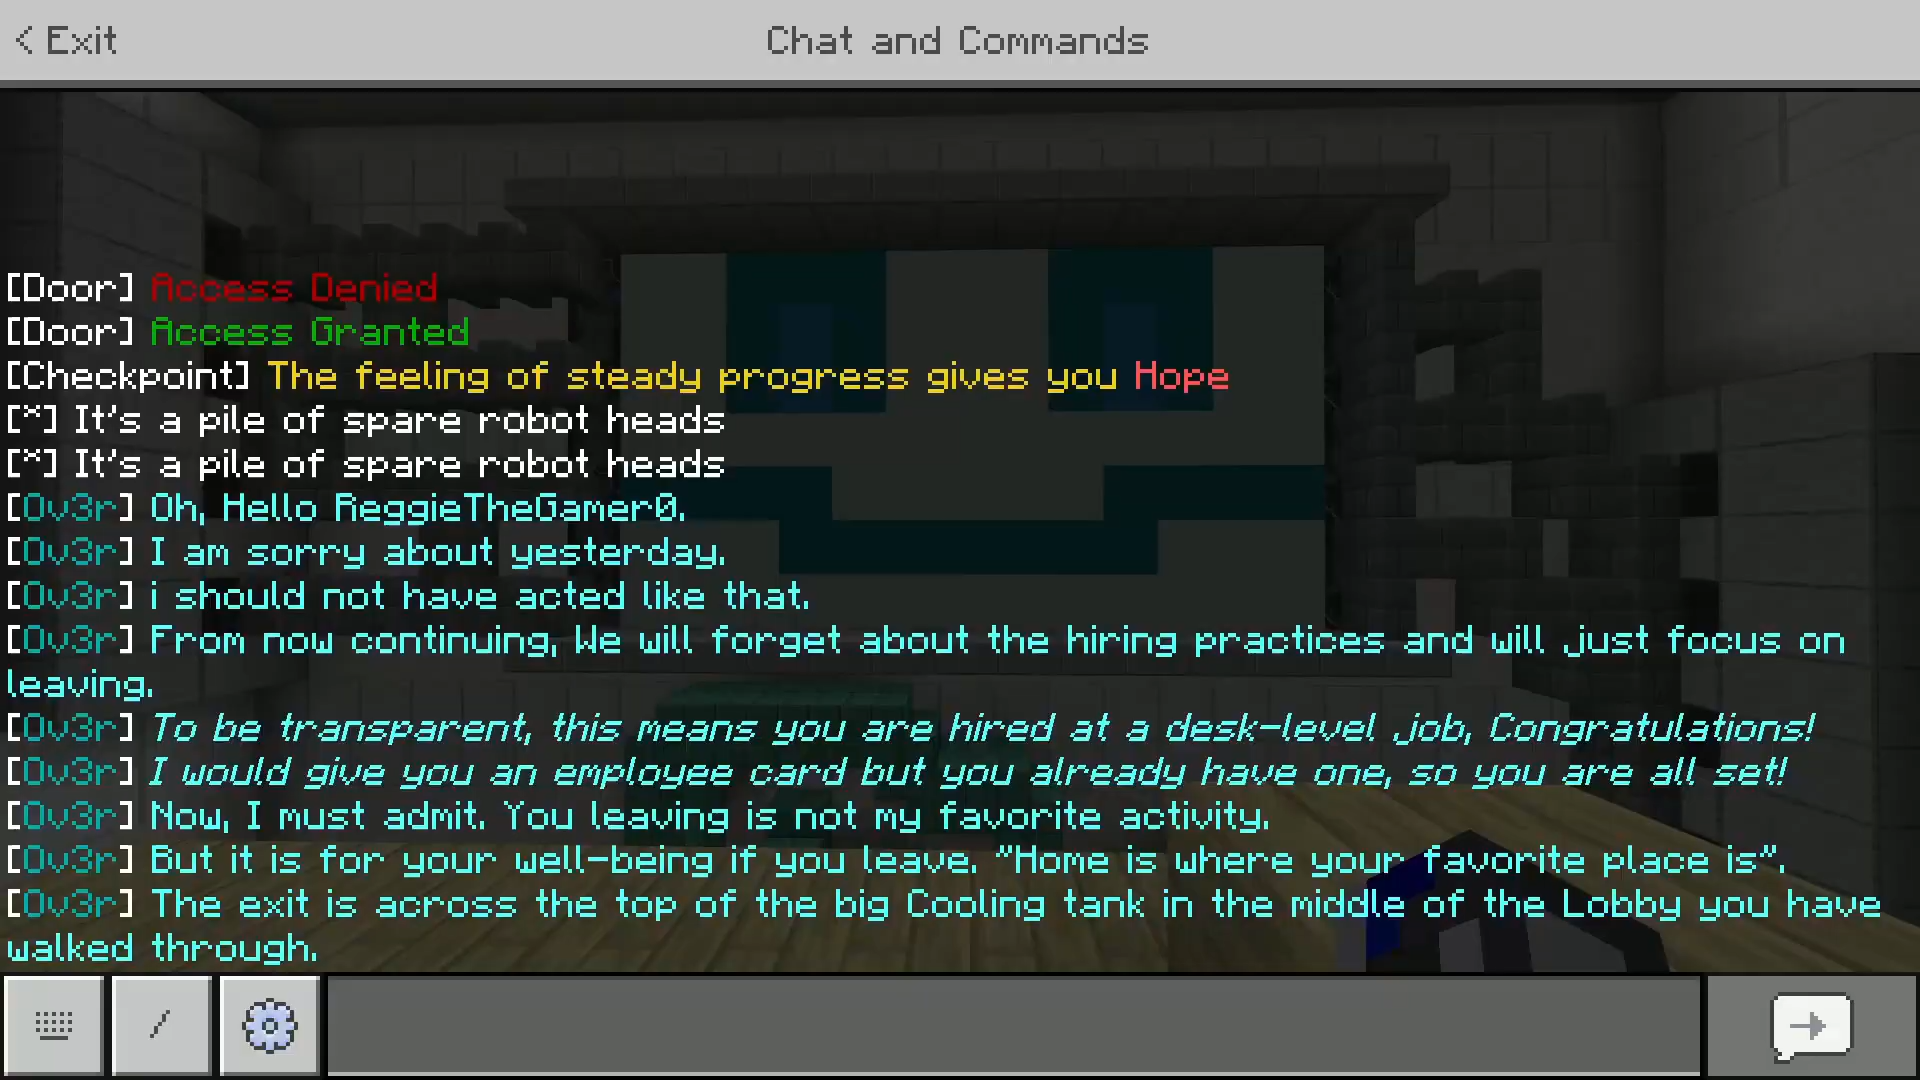 < Exit
Chat and Commands
[Door] Access Denied
[Door] Access Granted
[Checkpoint] The feeling of steady progress gives you Hope
[*] It's a pile of spare robot heads
[*] It's a pile of spare robot heads
[Ov3r] Oh, Hello ReggieTheGamer0.
[Ov3r] I am sorry about yesterday.
[Ov3r] i should not have acted like that.
[Ov3r] From now continuing, We will forget about the hiring practices and will just focus on
leaving.
[Ov3r] To be transparent, this means you are hired at a desk-level job, Congratulations!
[Ov3r] I would give you an employee card but you already have one, so you are all set!
[Ov3r] Now, I must admit. You leaving is not my favorite activity.
[Ov3r] But it is for your well-being if you leave. "Home is where your favorite place is".
[Ov3r] The exit is across the top of the big Cooling tank in the middle of the Lobby you have
walked through.
/